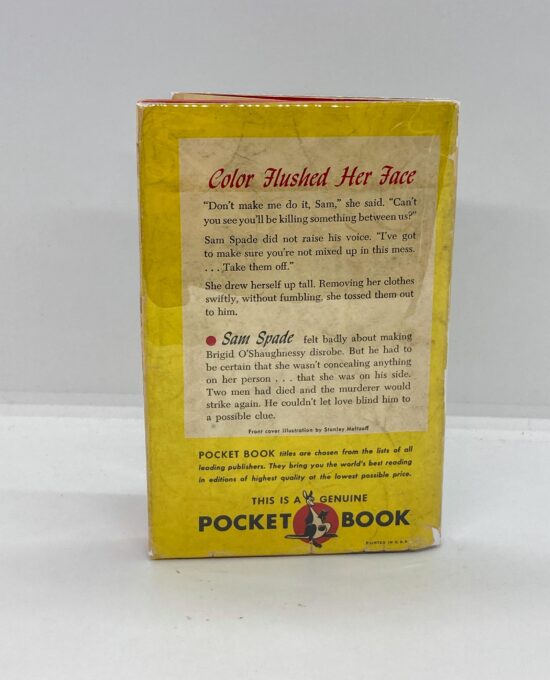 Color Flushed Her Face
"Don't make me do it, Sam," she said. "Can't
you see you'll be killing something between us?"
Sam Spade did not raise his voice. "I've got
to make sure you're not mixed up in this mess.
. . . Take them off."
She drew herself up tall. Removing her clothes
swiftly, without fumbling, she tossed them out
to him.
Sam Spade felt badly about making
Brigid O'Shaughnessy disrobe. But he had to
be certain that she wasn't concealing anything
on her person . . . that she was on his side.
Two men had died and the murderer would
strike again. He couldn't let love blind him to
a possible clue.
Front cover illustration by Stanley Meltzoff
POCKET BOOK titles are chosen from the lists of all
leading publishers. They bring you the world's best reading
in editions of highest quality at the lowest possible price.
THIS IS A GENUINE
POCKET BOOK
PRINTED IN U.S.A.